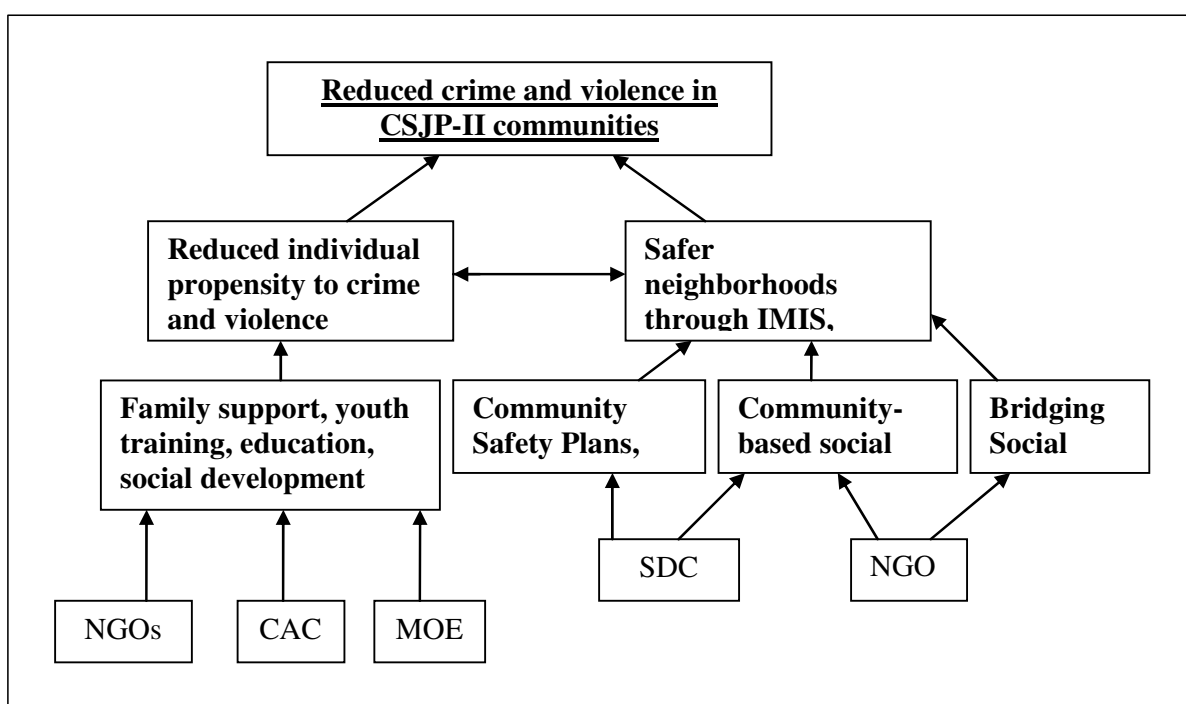 Reduced crime and violence in
CSJP-II communities
Reduced individual
propensity to crime
and violence
Safer
neighborhoods
through IMIS,
Family support, youth
training, education,
social development
Community
Safety Plans,
Community-
based social
Bridging
Social
SDC
NGO
NGOs
CAC
MOE